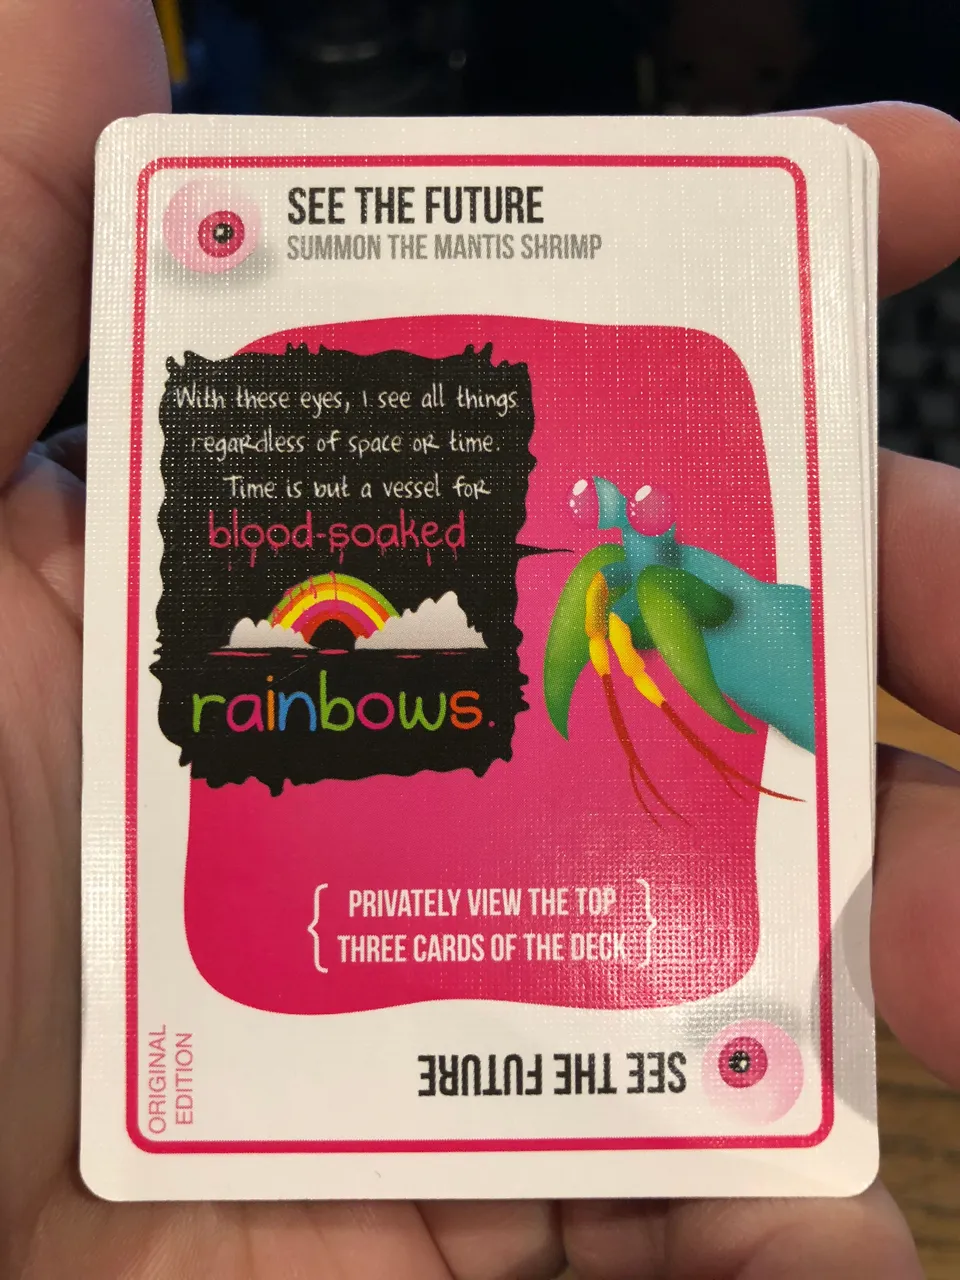 SEE THE FUTURE
SUMMON THE MANTIS SHRIMP
With these eyes, I see all things
regardless of space or time.
Time is but a vessel for
blood-soaked
rainbows.
PRIVATELY VIEW THE TOP
THREE CARDS OF THE DECK
SEE THE FUTURE
ORIGINAL
EDITION